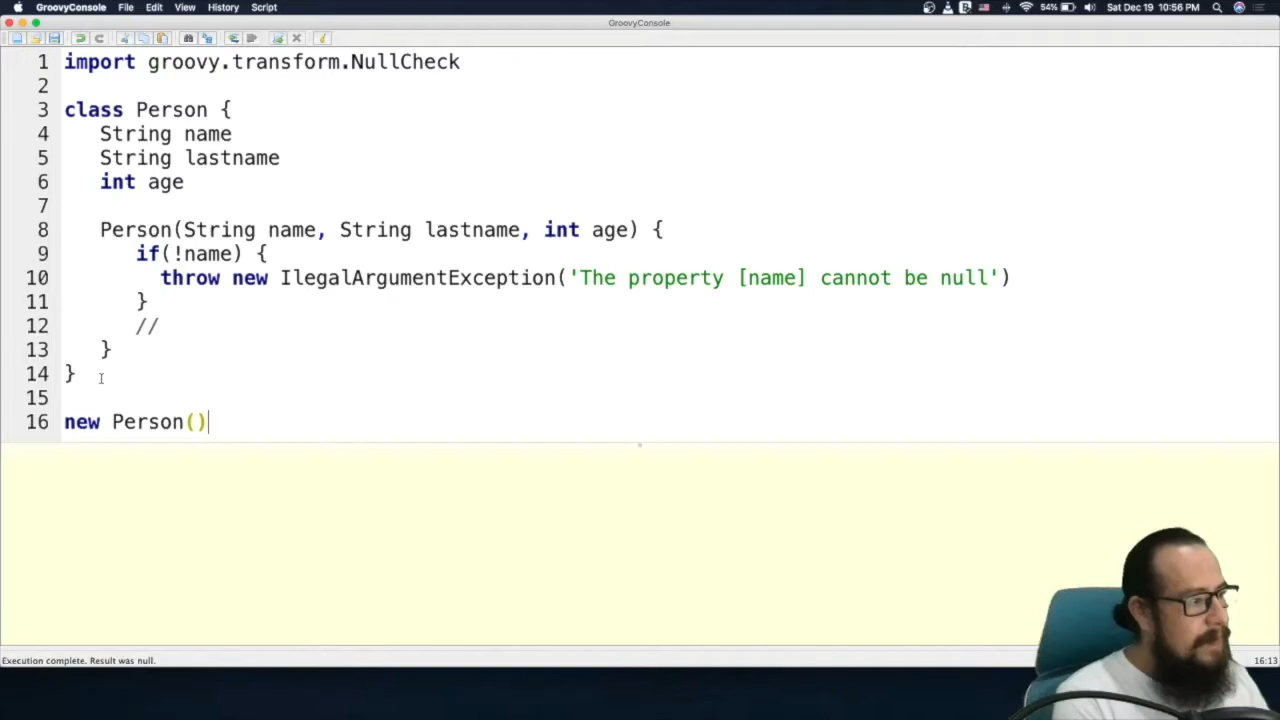 GroovyConsole File Edit View History Script 54% Sat Dec 19 10:56 PM
GroovyConsole
1 import groovy.transform.NullCheck
2
3 class Person {
4 String name
5 String lastname
6 int age
7
8 Person(String name, String lastname, int age) {
9 if(!name) {
10 throw new IlegalArgumentException('The property [name] cannot be null')
11 }
12 //
13 }
14 }
15
16 new Person()
Execution complete. Result was null.
16:13